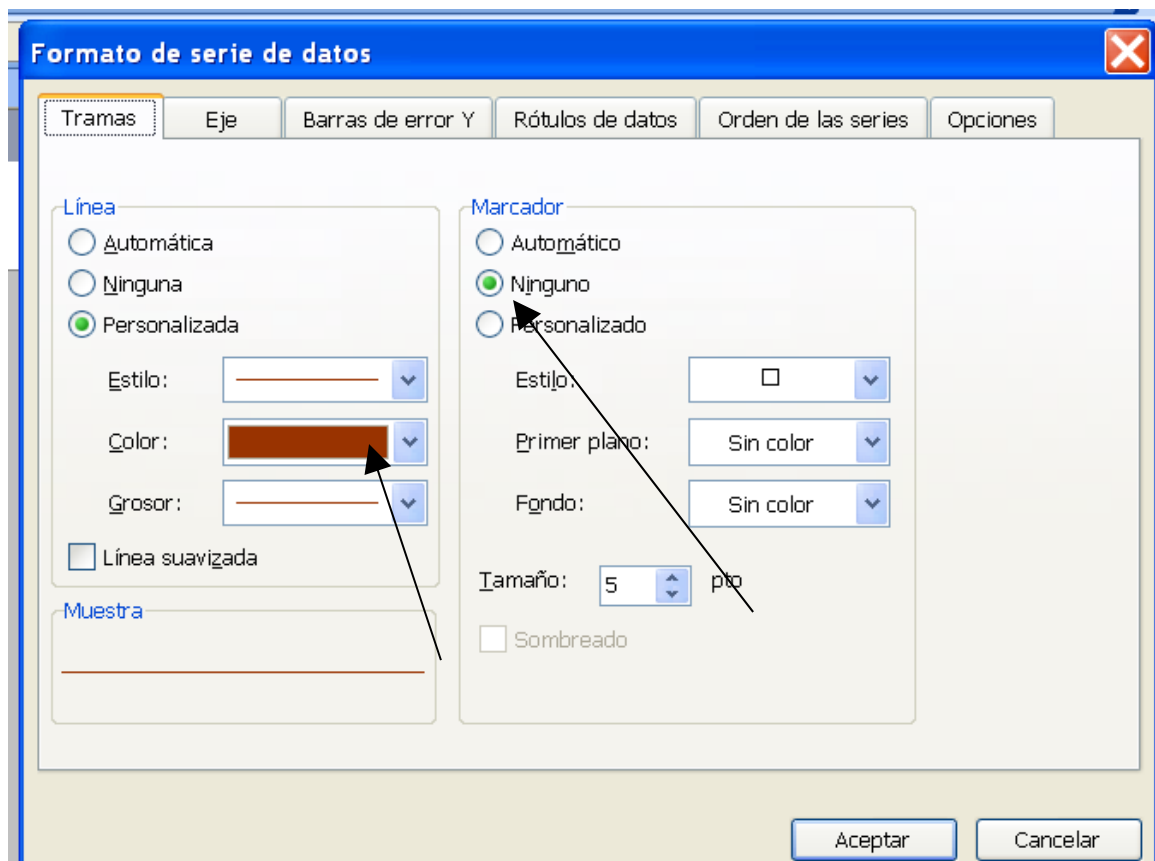 Formato de serie de datos
Tramas Eje Barras de error Y Rótulos de datos Orden de las series Opciones
Línea
Automática
Ninguna
Personalizada
Estilo:
Color:
Grosor:
Línea suavizada
Muestra
Marcador
Automático
Ninguno
Personalizado
Estilo:
Primer plano: Sin color
Fondo: Sin color
Tamaño: 5 pto
Sombreado
Aceptar Cancelar